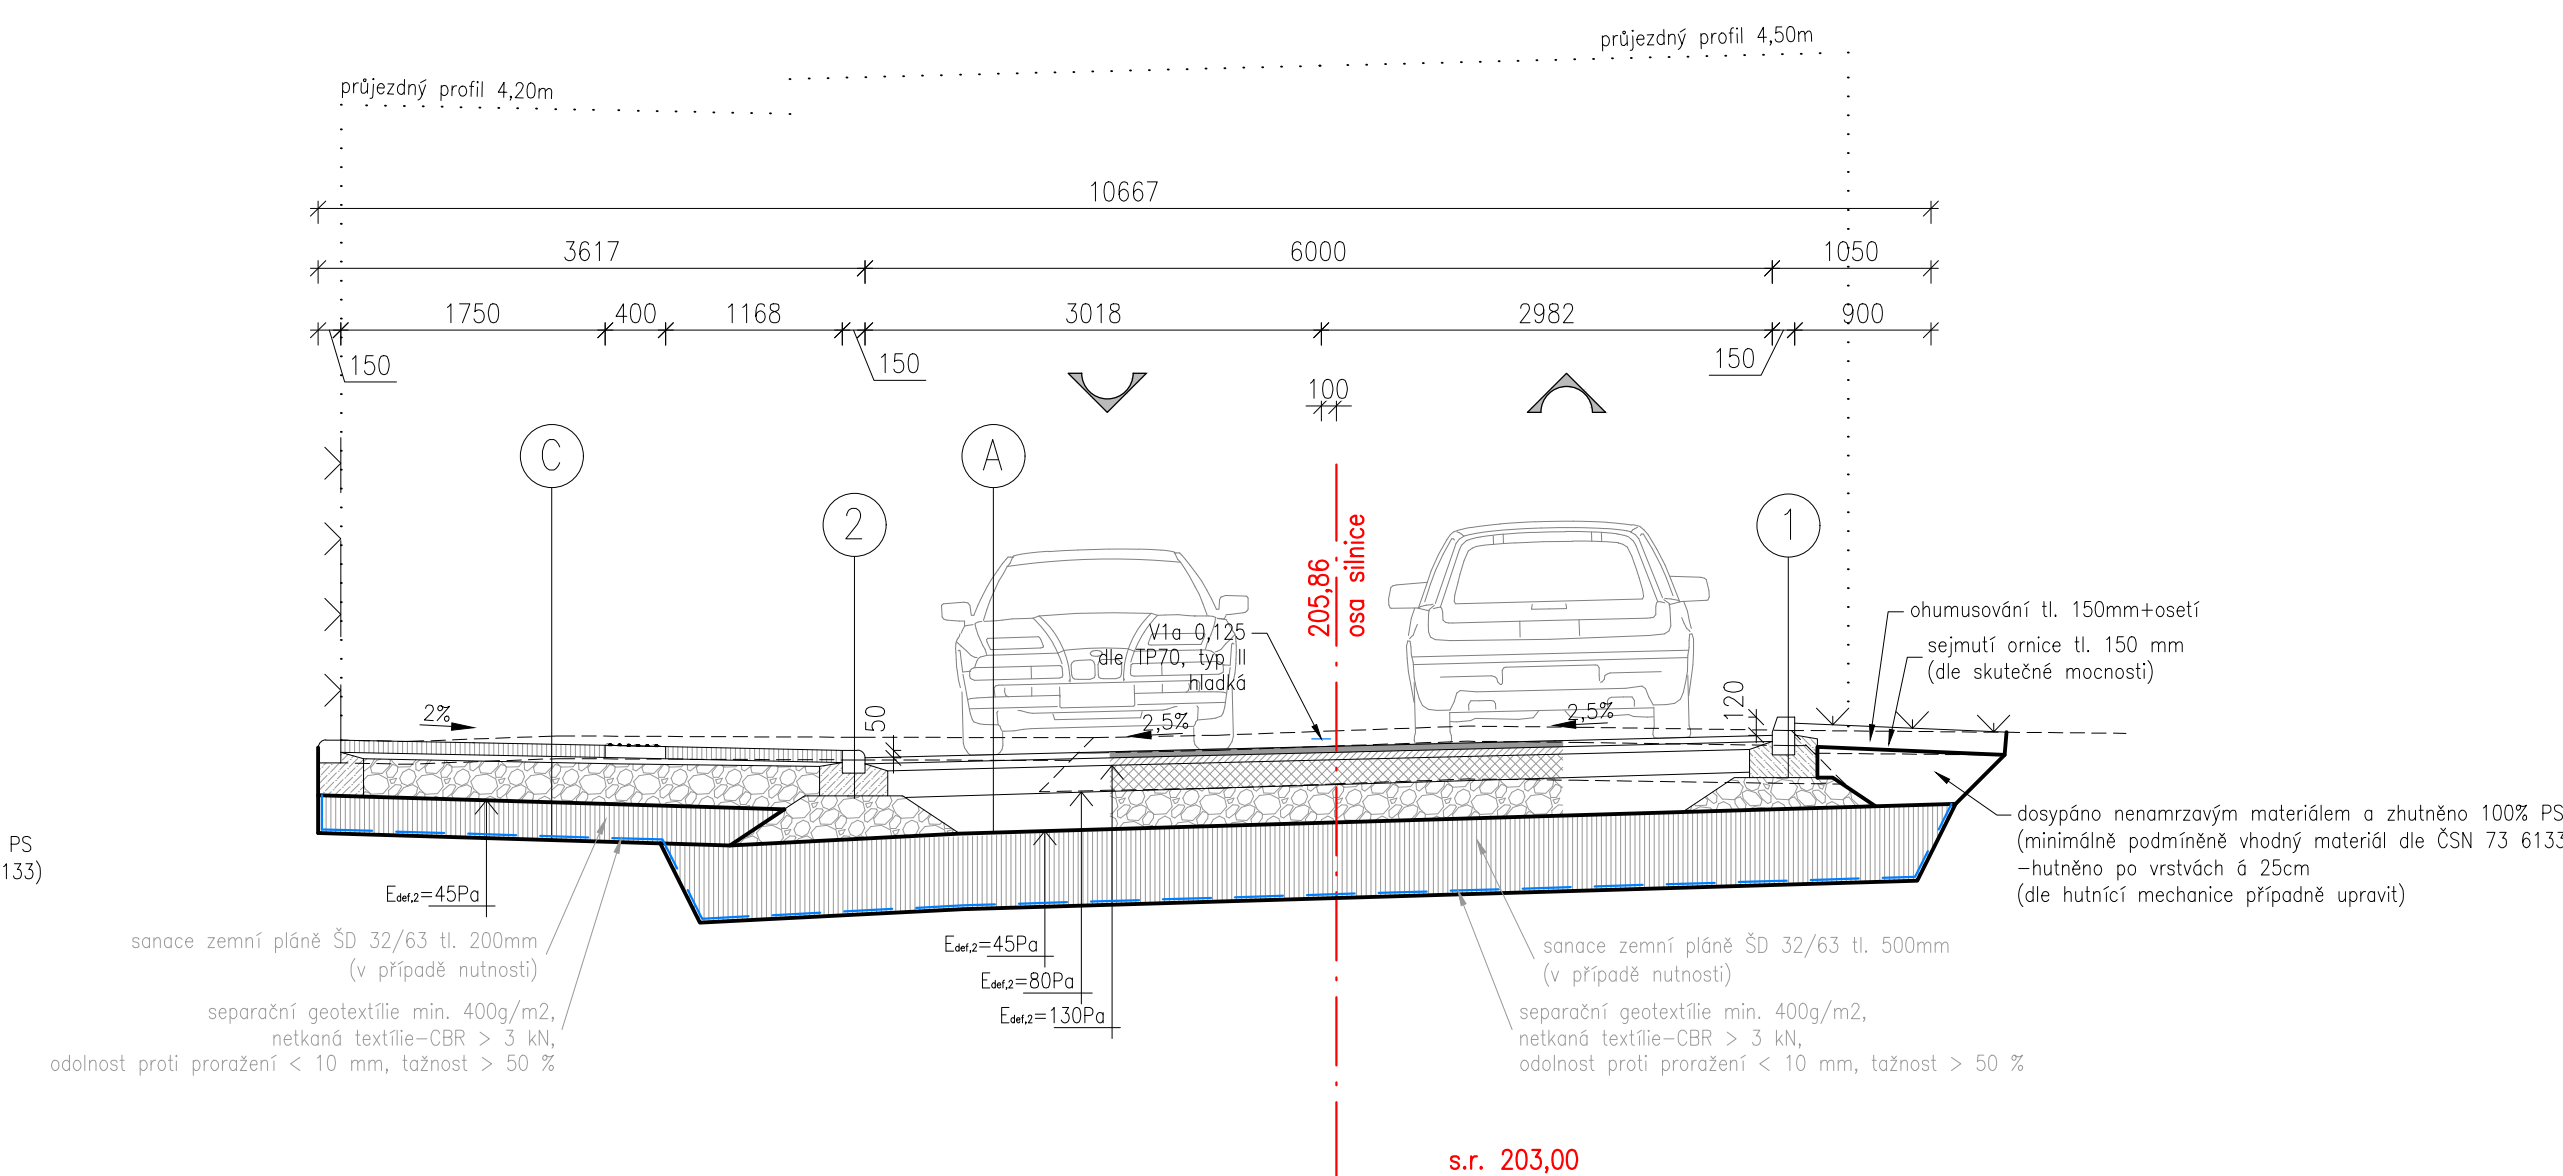 průjezdný profil 4,50m
průjezdný profil 4,20m
10667
3617
6000
1050
1750
400
1168
3018
2982
900
150
150
150
100
C
A
2
1
205,86
osa silnice
V1a 0,125
dle TP70, typ II
hladká
ohumusování tl. 150mm+osetí
sejmutí ornice tl. 150 mm
(dle skutečné mocnosti)
2%
50
2,5%
2,5%
120
dosypáno nenamrzavým materiálem a zhutněno 100% PS
(minimálně podmíněně vhodný materiál dle ČSN 73 6133
-hutněno po vrstvách á 25cm
(dle hutnící mechanice případně upravit)
PS
133)
Edef,2=45Pa
Edef,2=45Pa
Edef,2=80Pa
Edef,2=130Pa
sanace zemní pláně ŠD 32/63 tl. 200mm
(v případě nutnosti)
separační geotextílie min. 400g/m2,
netkaná textílie-CBR > 3 kN,
odolnost proti proražení < 10 mm, tažnost > 50 %
sanace zemní pláně ŠD 32/63 tl. 500mm
(v případě nutnosti)
separační geotextílie min. 400g/m2,
netkaná textílie-CBR > 3 kN,
odolnost proti proražení < 10 mm, tažnost > 50 %
s.r. 203,00